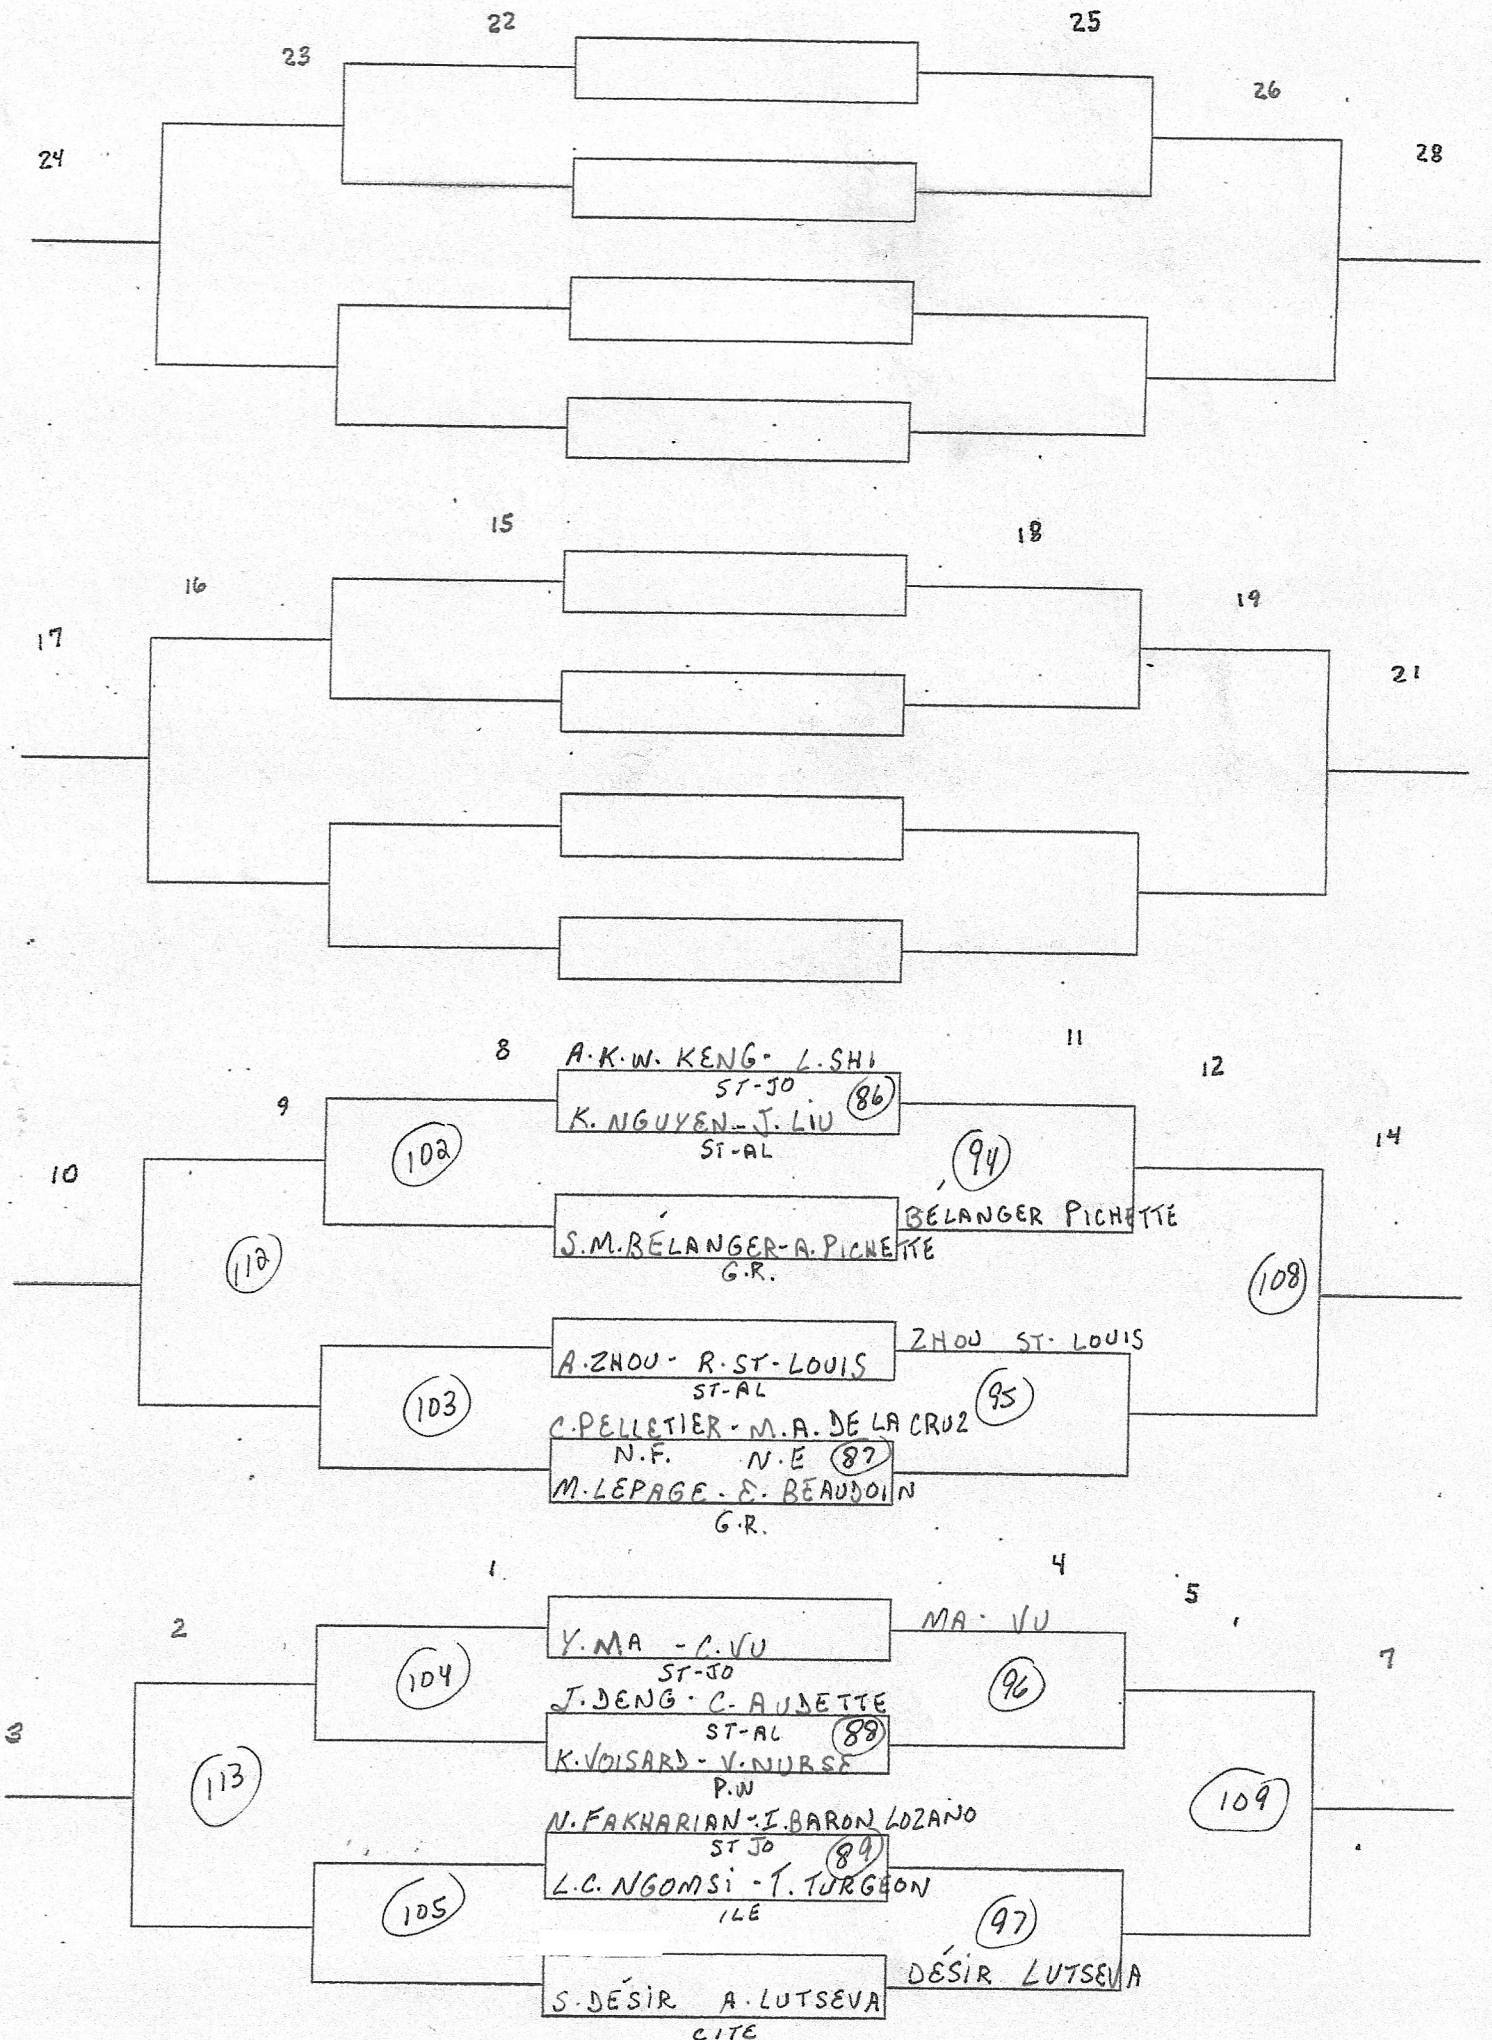 22
25
23
26
24
28
15
18
16
19
17
21
8
A.K.W. KENG - L. SHI
11
12
ST-JO
86
9
K. NGUYEN - J. LIU
102
94
14
ST-AL
10
BÉLANGER PICHETTE
S.M. BÉLANGER - A. PICHETTE
112
G.R.
108
ZHOU ST-LOUIS
A. ZHOU - R. ST-LOUIS
ST-AL
103
95
C. PELLETIER - M.A. DE LA CRUZ
N.F. N.E 87
M. LEPAGE - E. BEAUDOIN
G.R.
1
4
5
2
MA - VU
Y. MA - C. VU
7
ST-JO
104
96
J. DENG - C. AUDETTE
3
ST-AL 88
K. VOISARD - V. NURSE
113
P.W
109
N. FAKHARIAN - I. BARON LOZANO
ST JO 89
L.C. NGOMSI - T. TURGEON
105
ILE
97
DÉSIR LUTSEVA
S. DÉSIR A. LUTSEVA
CITE